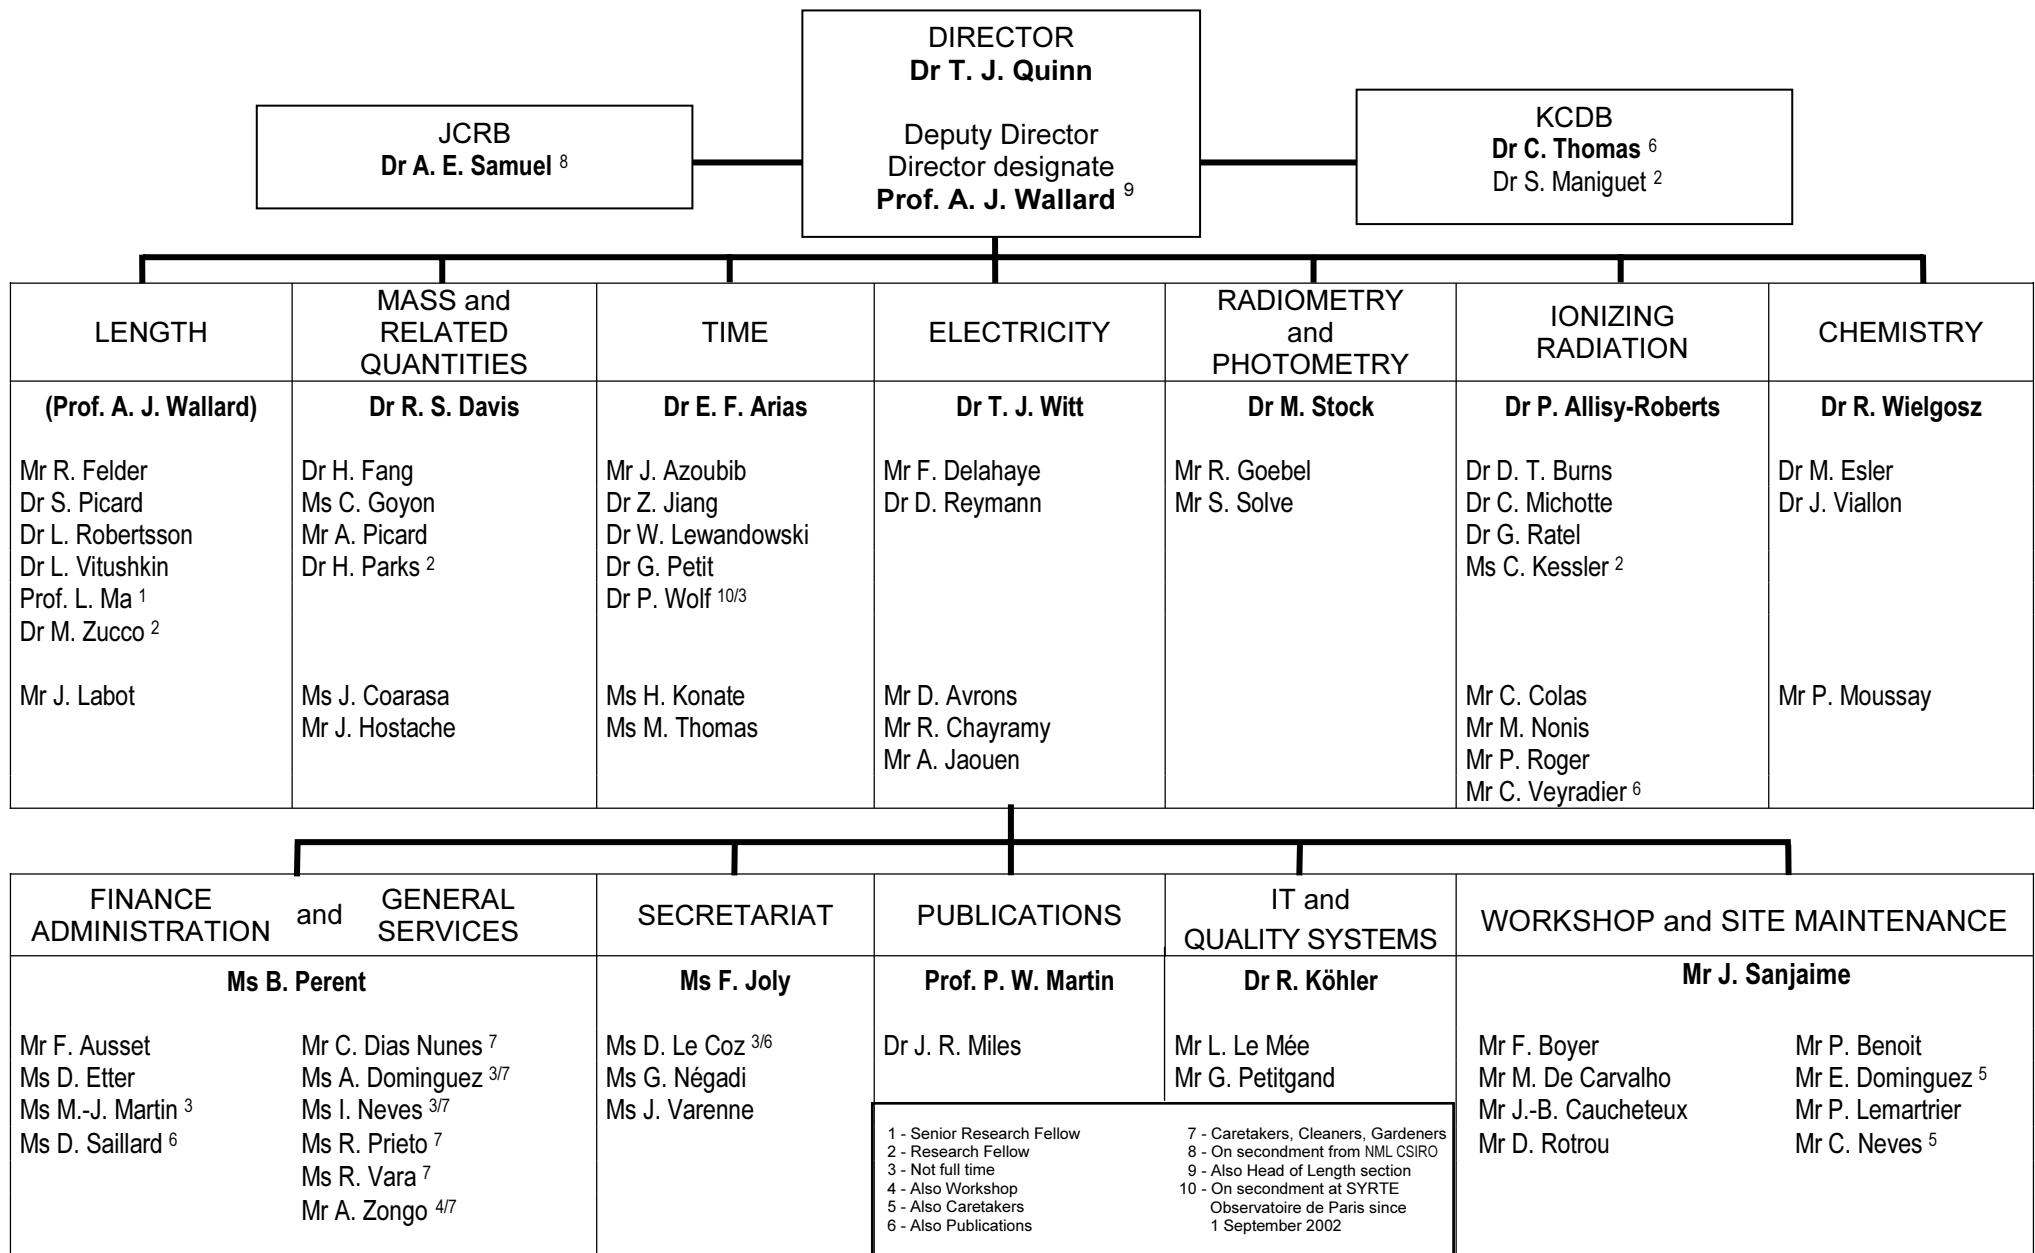 DIRECTOR
Dr T. J. Quinn
Deputy Director
Director designate
Prof. A. J. Wallard 9
JCRB
Dr A. E. Samuel 8
KCDB
Dr C. Thomas 6
Dr S. Maniguet 2
LENGTH
(Prof. A. J. Wallard)
Mr R. Felder
Dr S. Picard
Dr L. Robertsson
Dr L. Vitushkin
Prof. L. Ma 1
Dr M. Zucco 2
Mr J. Labot
MASS and
RELATED
QUANTITIES
Dr R. S. Davis
Dr H. Fang
Ms C. Goyon
Mr A. Picard
Dr H. Parks 2
Ms J. Coarasa
Mr J. Hostache
TIME
Dr E. F. Arias
Mr J. Azoubib
Dr Z. Jiang
Dr W. Lewandowski
Dr G. Petit
Dr P. Wolf 10/3
Ms H. Konate
Ms M. Thomas
ELECTRICITY
Dr T. J. Witt
Mr F. Delahaye
Dr D. Reymann
Mr D. Avrons
Mr R. Chayramy
Mr A. Jaouen
RADIOMETRY
and
PHOTOMETRY
Dr M. Stock
Mr R. Goebel
Mr S. Solve
IONIZING
RADIATION
Dr P. Allisy-Roberts
Dr D. T. Burns
Dr C. Michotte
Dr G. Ratel
Ms C. Kessler 2
Mr C. Colas
Mr M. Nonis
Mr P. Roger
Mr C. Veyradier 6
CHEMISTRY
Dr R. Wielgosz
Dr M. Esler
Dr J. Viallon
Mr P. Moussay
FINANCE
ADMINISTRATION
and
GENERAL
SERVICES
Ms B. Perent
Mr F. Ausset
Ms D. Etter
Ms M.-J. Martin 3
Ms D. Saillard 6
Mr C. Dias Nunes 7
Ms A. Dominguez 3/7
Ms I. Neves 3/7
Ms R. Prieto 7
Ms R. Vara 7
Mr A. Zongo 4/7
SECRETARIAT
Ms F. Joly
Ms D. Le Coz 3/6
Ms G. Négadi
Ms J. Varenne
PUBLICATIONS
Prof. P. W. Martin
Dr J. R. Miles
IT and
QUALITY SYSTEMS
Dr R. Köhler
Mr L. Le Mée
Mr G. Petitgand
WORKSHOP and SITE MAINTENANCE
Mr J. Sanjaime
Mr F. Boyer
Mr M. De Carvalho
Mr J.-B. Caucheteux
Mr D. Rotrou
Mr P. Benoit
Mr E. Dominguez 5
Mr P. Lemartrier
Mr C. Neves 5
1 - Senior Research Fellow
2 - Research Fellow
3 - Not full time
4 - Also Workshop
5 - Also Caretakers
6 - Also Publications
7 - Caretakers, Cleaners, Gardeners
8 - On secondment from NML CSIRO
9 - Also Head of Length section
10 - On secondment at SYRTE
Observatoire de Paris since
1 September 2002